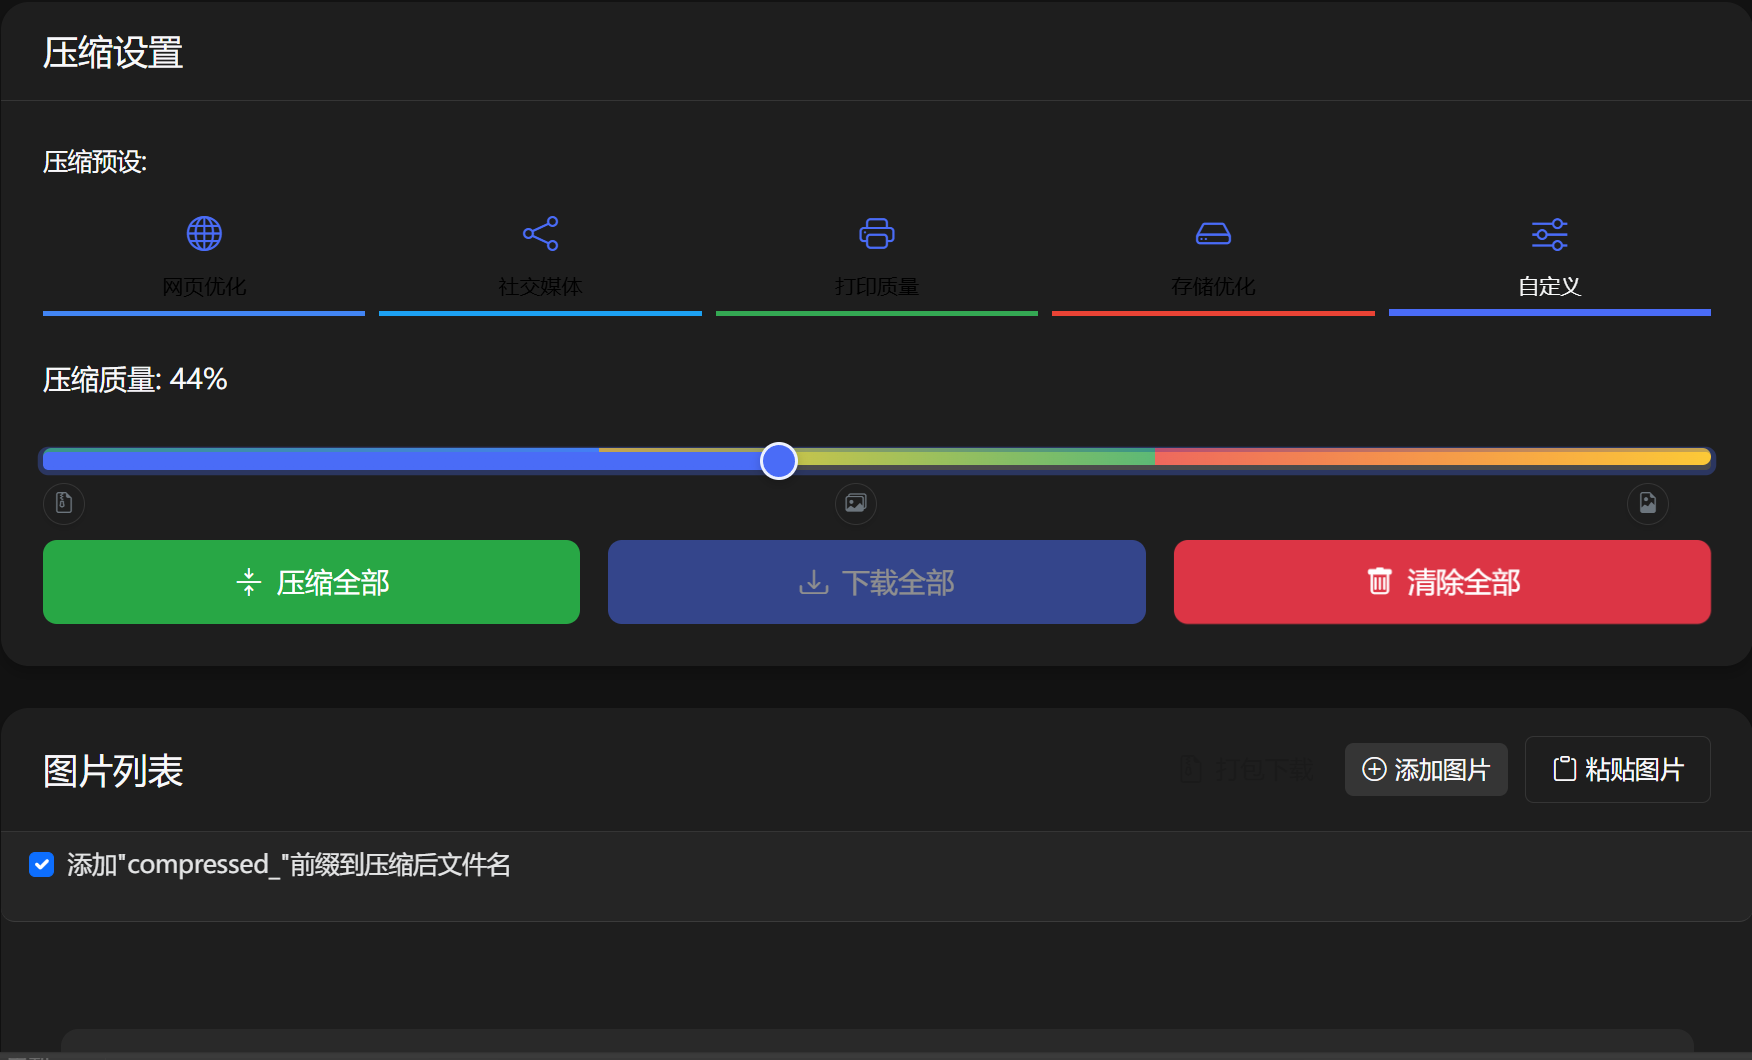 压缩设置
压缩预设:
网页优化
社交媒体
打印质量
存储优化
自定义
压缩质量: 44%
压缩全部
下载全部
清除全部
图片列表
打包下载
添加图片
粘贴图片
添加"compressed_"前缀到压缩后文件名